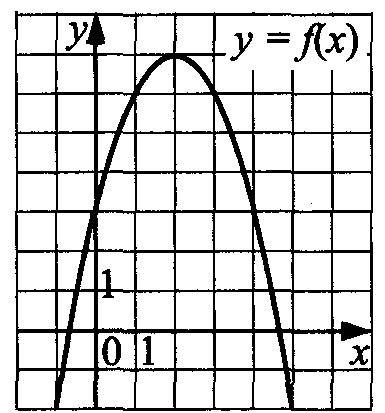 y
y = f(x)
1
0 1 x